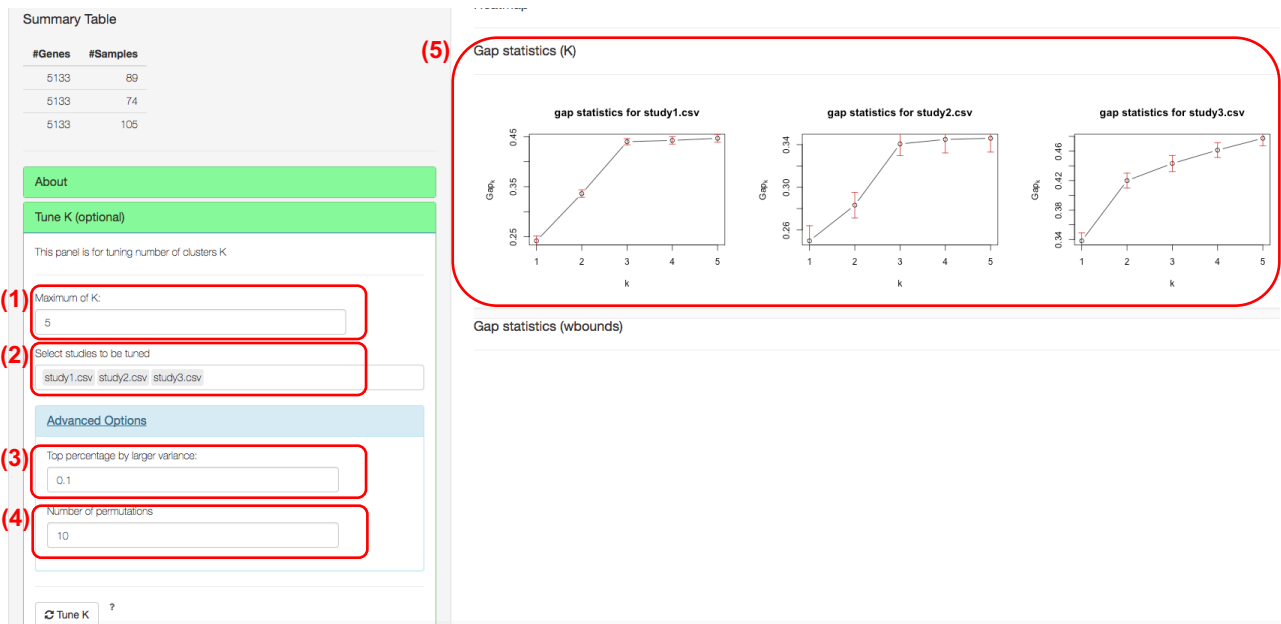 Summary Table
#Genes #Samples
5133 89
5133 74
5133 105
About
Tune K (optional)
This panel is for tuning number of clusters K
(1)
Maximum of K:
5
(2)
Select studies to be tuned
study1.csv study2.csv study3.csv
Advanced Options
(3)
Top percentage by larger variance:
0.1
(4)
Number of permutations
10
Tune K ?
(5)
Gap statistics (K)
gap statistics for study1.csv
Gapk
0.45
0.35
0.25
1 2 3 4 5
k
gap statistics for study2.csv
Gapk
0.34
0.30
0.26
1 2 3 4 5
k
gap statistics for study3.csv
Gapk
0.46
0.42
0.38
0.34
1 2 3 4 5
k
Gap statistics (wbounds)